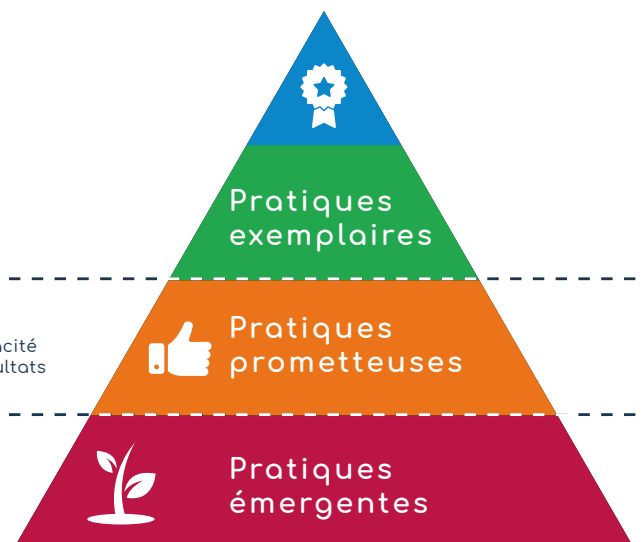 Pratiques
exemplaires
Pratiques
prometteuses
Pratiques
émergentes